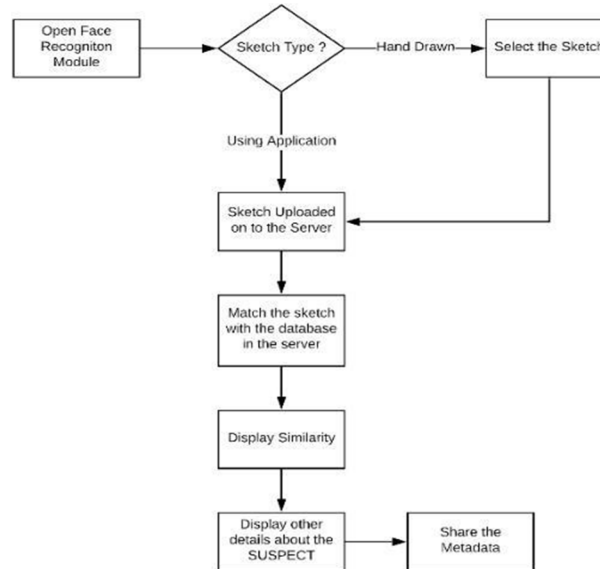 Open Face
Recogniton
Module
Sketch Type ?
Hand Drawn
Select the Sketch
Using Application
Sketch Uploaded
on to the Server
Match the sketch
with the database
in the server
Display Similarity
Display other
details about the
SUSPECT
Share the
Metadata